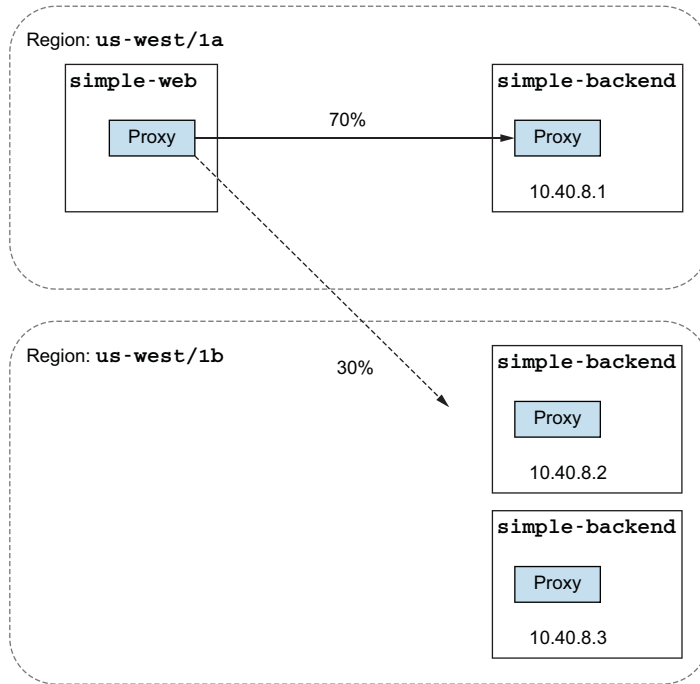 Region: us-west/1a
simple-web
simple-backend
Proxy
70%
Proxy
10.40.8.1
Region: us-west/1b
simple-backend
30%
Proxy
10.40.8.2
simple-backend
Proxy
10.40.8.3